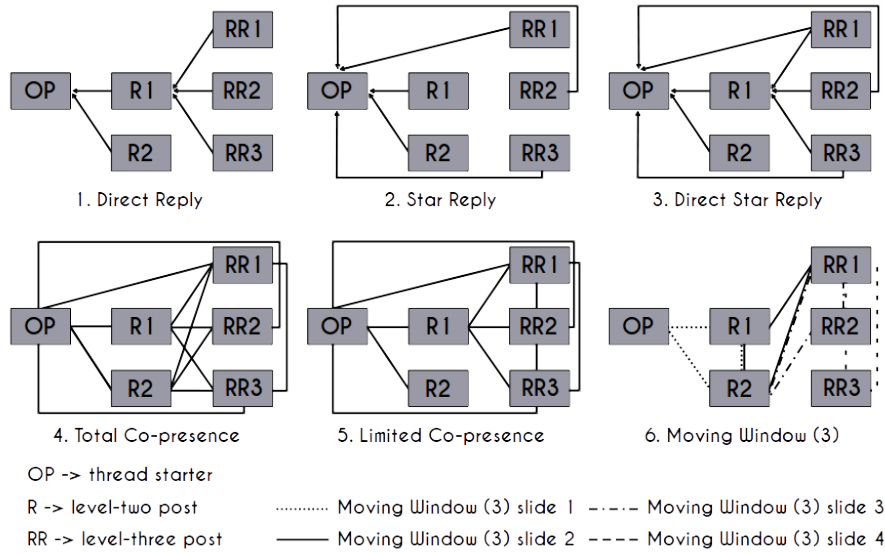 RR1 RR1 RR1
OP R1 RR2 OP R1 RR2 OP R1 RR2
R2 RR3 R2 RR3 R2 RR3
1. Direct Reply 2. Star Reply 3. Direct Star Reply
RR1 RR1 RR1
OP R1 RR2 OP R1 RR2 OP R1 RR2
R2 RR3 R2 RR3 R2 RR3
4. Total Co-presence 5. Limited Co-presence 6. Moving Window (3)
OP -> thread starter
R -> level-two post Moving Window (3) slide 1 Moving Window (3) slide 3
RR -> level-three post Moving Window (3) slide 2 Moving Window (3) slide 4